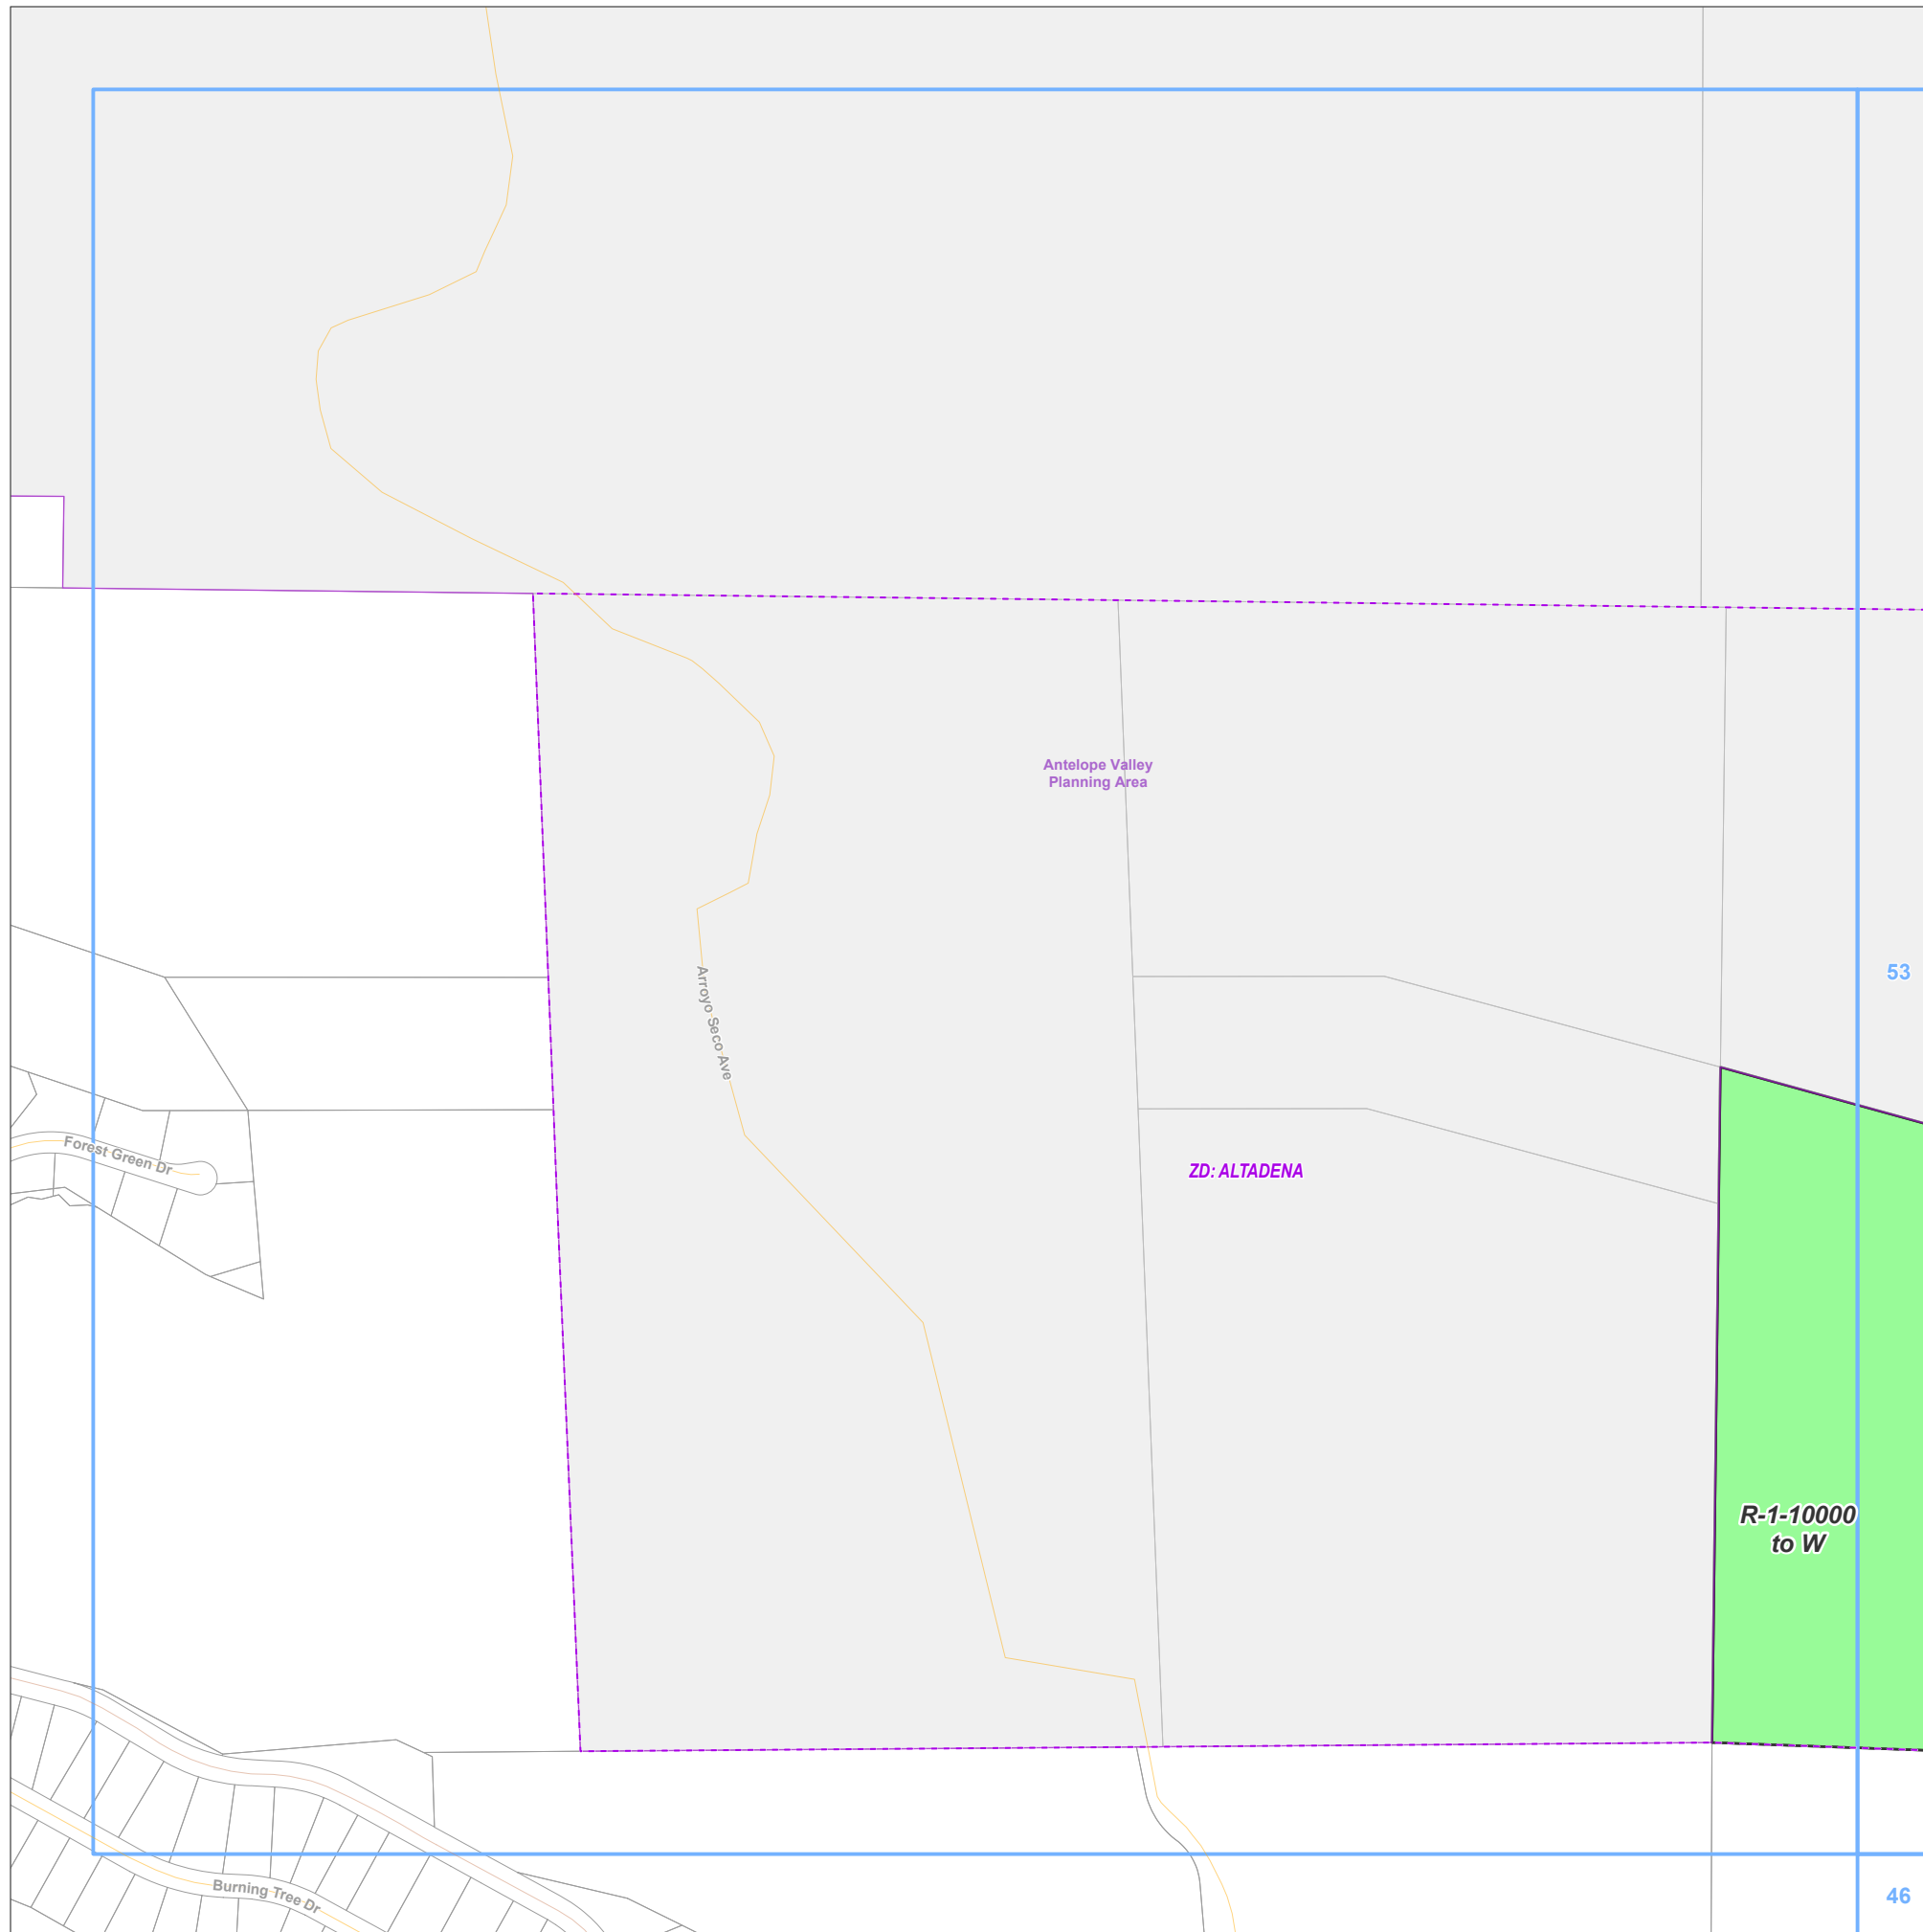 Antelope Valley
Planning Area
53
Arroyo Seco Ave
Forest Green Dr
ZD: ALTADENA
R-1-10000
to W
Burning Tree Dr
46